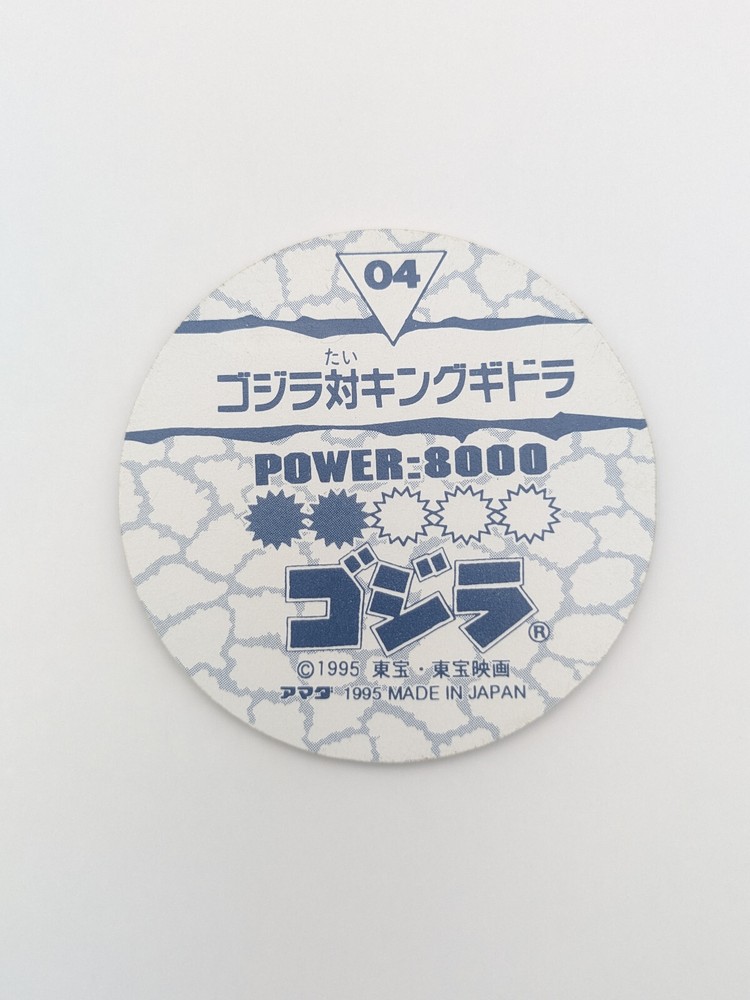 04
たい
ゴジラ対キングギドラ
POWER:8000
ゴジラ®
©1995 東宝・東宝映画
アマダ 1995 MADE IN JAPAN